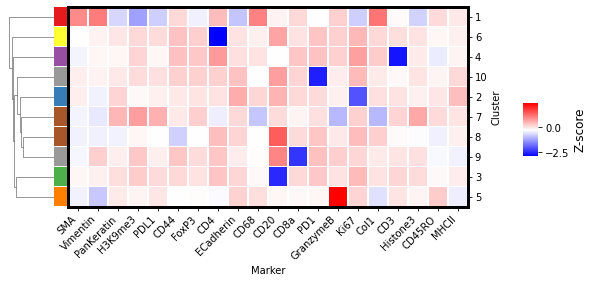 1
6
4
10
2
7
8
9
3
5
Cluster
SMA
Vimentin
PanKeratin
H3K9me3
PDL1
CD44
FoxP3
CD4
ECadherin
CD68
CD20
CD8a
PD1
GranzymeB
Ki67
Col1
CD3
Histone3
CD45RO
MHCII
Marker
0.0
−2.5
Z-score